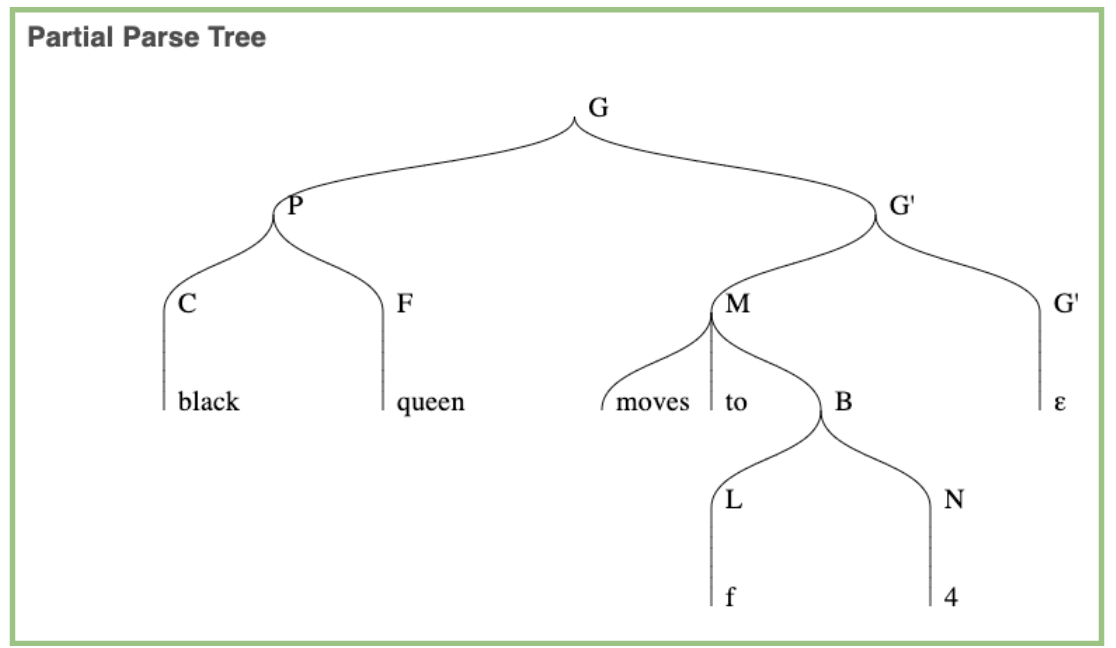 Partial Parse Tree
G
P G'
C F M G'
black queen moves to B ε
L N
f 4